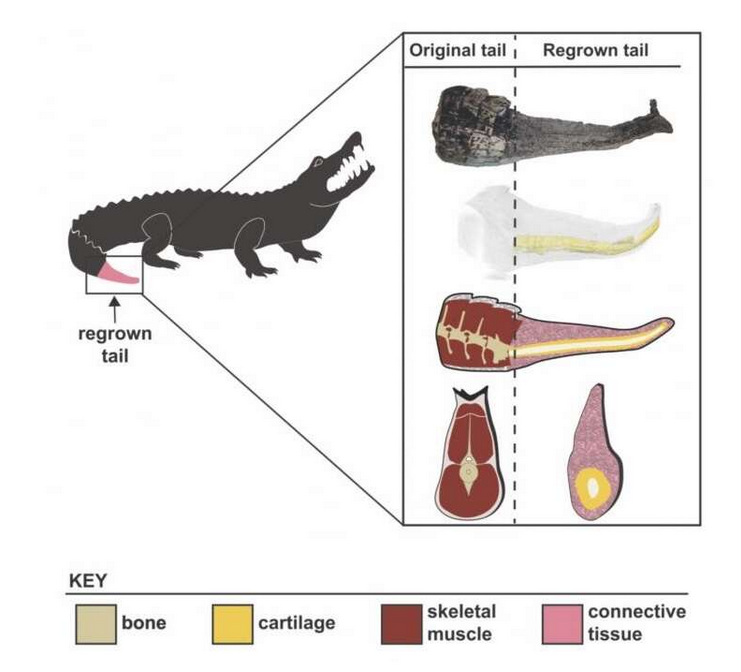 Original tail
Regrown tail
regrown
tail
KEY
bone
cartilage
skeletal
muscle
connective
tissue